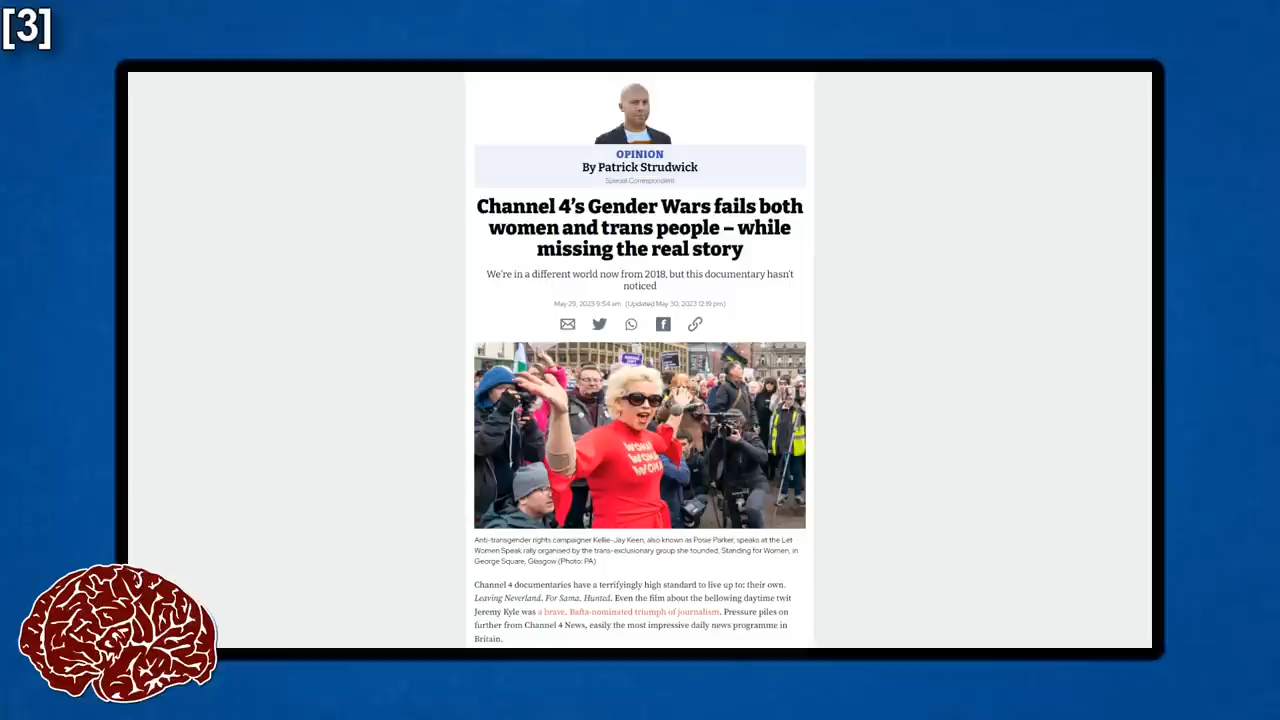 [3]
OPINION
By Patrick Strudwick
Special Correspondent
Channel 4's Gender Wars fails both
women and trans people – while
missing the real story
We're in a different world now from 2018, but this documentary hasn't
noticed
May 29, 2023 9:54 am (Updated May 30, 2023 12:19 pm)
WOMAN
WOMAN
WOMAN
Anti-transgender rights campaigner Kellie-Jay Keen, also known as Posie Parker, speaks at the Let
Women Speak rally organised by the trans-exclusionary group she founded, Standing for Women, in
George Square, Glasgow (Photo: PA)
Channel 4 documentaries have a terrifyingly high standard to live up to: their own.
Leaving Neverland. For Sama. Hunted. Even the film about the bellowing daytime twit
Jeremy Kyle was a brave, Bafta-nominated triumph of journalism. Pressure piles on
further from Channel 4 News, easily the most impressive daily news programme in
Britain.